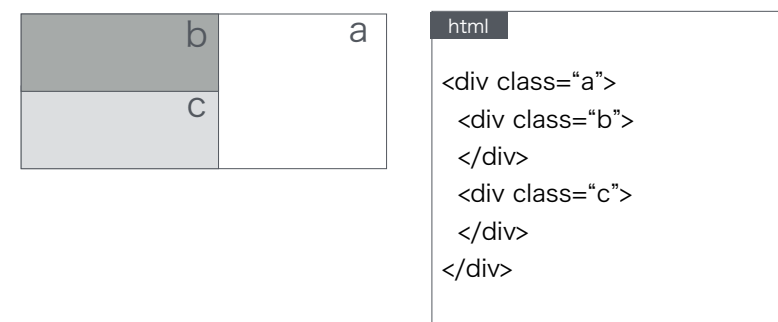 b
a
c
html
<div class=“a”>
<div class=“b”>
</div>
<div class=“c”>
</div>
</div>